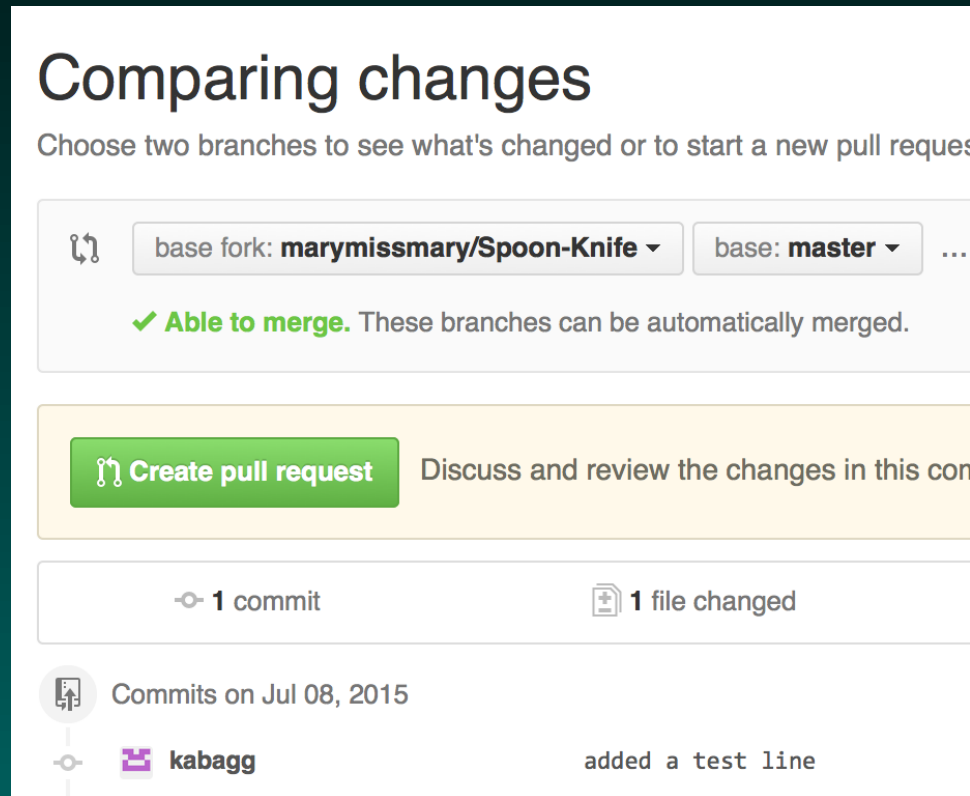 Comparing changes
Choose two branches to see what's changed or to start a new pull
base fork: marymissmary/Spoon-Knife base: master ...
Able to merge. These branches can be automatically merged.
Create pull request Discuss and review the changes in this
1 commit 1 file changed
Commits on Jul 08, 2015
kabagg added a test line